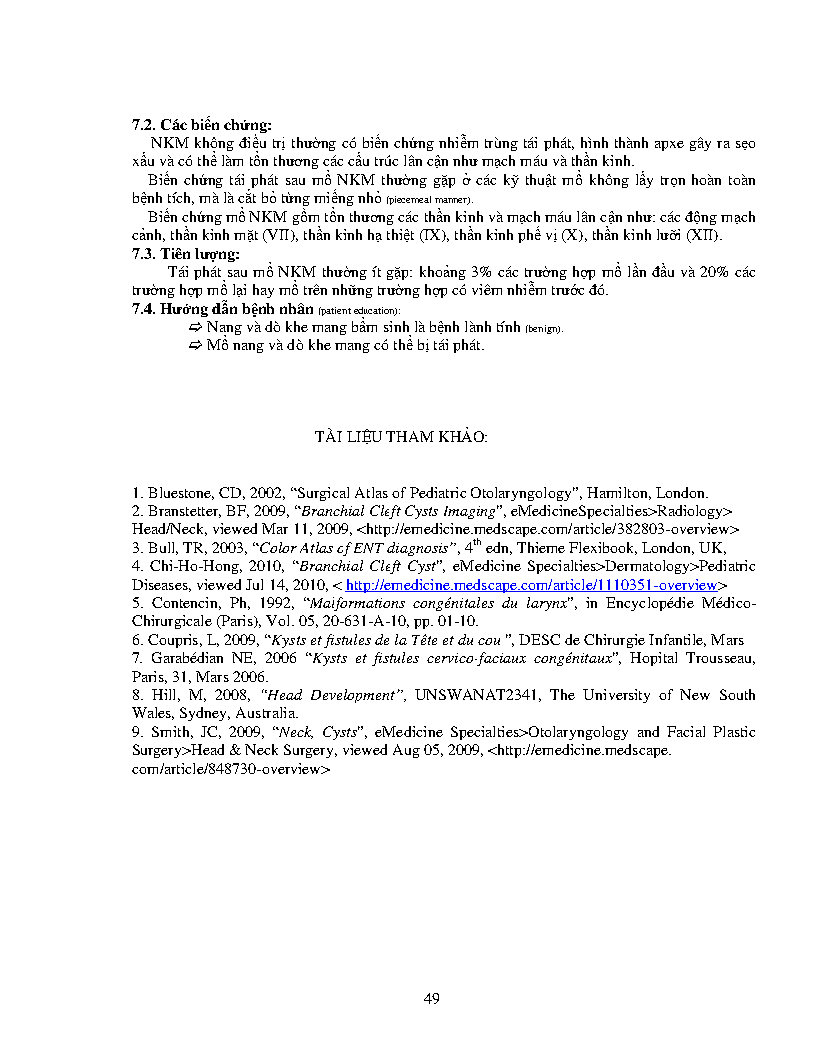 7.2. Các biến chứng:
NKM không điều trị thường có biến chứng nhiễm trùng tái phát, hình thành apxe gây ra sẹo
xấu và có thể làm tổn thương các cấu trúc lân cận như mạch máu và thần kinh.
Biến chứng tái phát sau mổ NKM thường gặp ở các kỹ thuật mổ không lấy trọn hoàn toàn
bệnh tích, mà là cắt bỏ từng miếng nhỏ (piecemeal manner).
Biến chứng mổ NKM gồm tổn thương các thần kinh và mạch máu lân cận như: các động mạch
cảnh, thần kinh mặt (VII), thần kinh hạ thiệt (IX), thần kinh phế vị (X), thần kinh lưỡi (XII).
7.3. Tiên lượng:
Tái phát sau mổ NKM thường ít gặp: khoảng 3% các trường hợp mổ lần đầu và 20% các
trường hợp mổ lại hay mổ trên những trường hợp có viêm nhiễm trước đó.
7.4. Hướng dẫn bệnh nhân (patient education):
➯ Nang và dò khe mang bẩm sinh là bệnh lành tính (benign).
➯ Mổ nang và dò khe mang có thể bị tái phát.
TÀI LIỆU THAM KHẢO:
1. Bluestone, CD, 2002, “Surgical Atlas of Pediatric Otolaryngology”, Hamilton, London.
2. Branstetter, BF, 2009, “Branchial Cleft Cysts Imaging”, eMedicineSpecialties>Radiology>
Head/Neck, viewed Mar 11, 2009, <http://emedicine.medscape.com/article/382803-overview>
3. Bull, TR, 2003, “Color Atlas of ENT diagnosis”, 4th edn, Thieme Flexibook, London, UK,
4. Chi-Ho-Hong, 2010, “Branchial Cleft Cyst”, eMedicine Specialties>Dermatology>Pediatric
Diseases, viewed Jul 14, 2010, < http://emedicine.medscape.com/article/1110351-overview>
5. Contencin, Ph, 1992, “Malformations congénitales du larynx”, in Encyclopédie Médico-
Chirurgicale (Paris), Vol. 05, 20-631-A-10, pp. 01-10.
6. Coupris, L, 2009, “Kysts et fistules de la Tête et du cou ”, DESC de Chirurgie Infantile, Mars
7. Garabédian NE, 2006 “Kysts et fistules cervico-faciaux congénitaux”, Hopital Trousseau,
Paris, 31, Mars 2006.
8. Hill, M, 2008, “Head Development”, UNSWANAT2341, The University of New South
Wales, Sydney, Australia.
9. Smith, JC, 2009, “Neck, Cysts”, eMedicine Specialties>Otolaryngology and Facial Plastic
Surgery>Head & Neck Surgery, viewed Aug 05, 2009, <http://emedicine.medscape.
com/article/848730-overview>
49